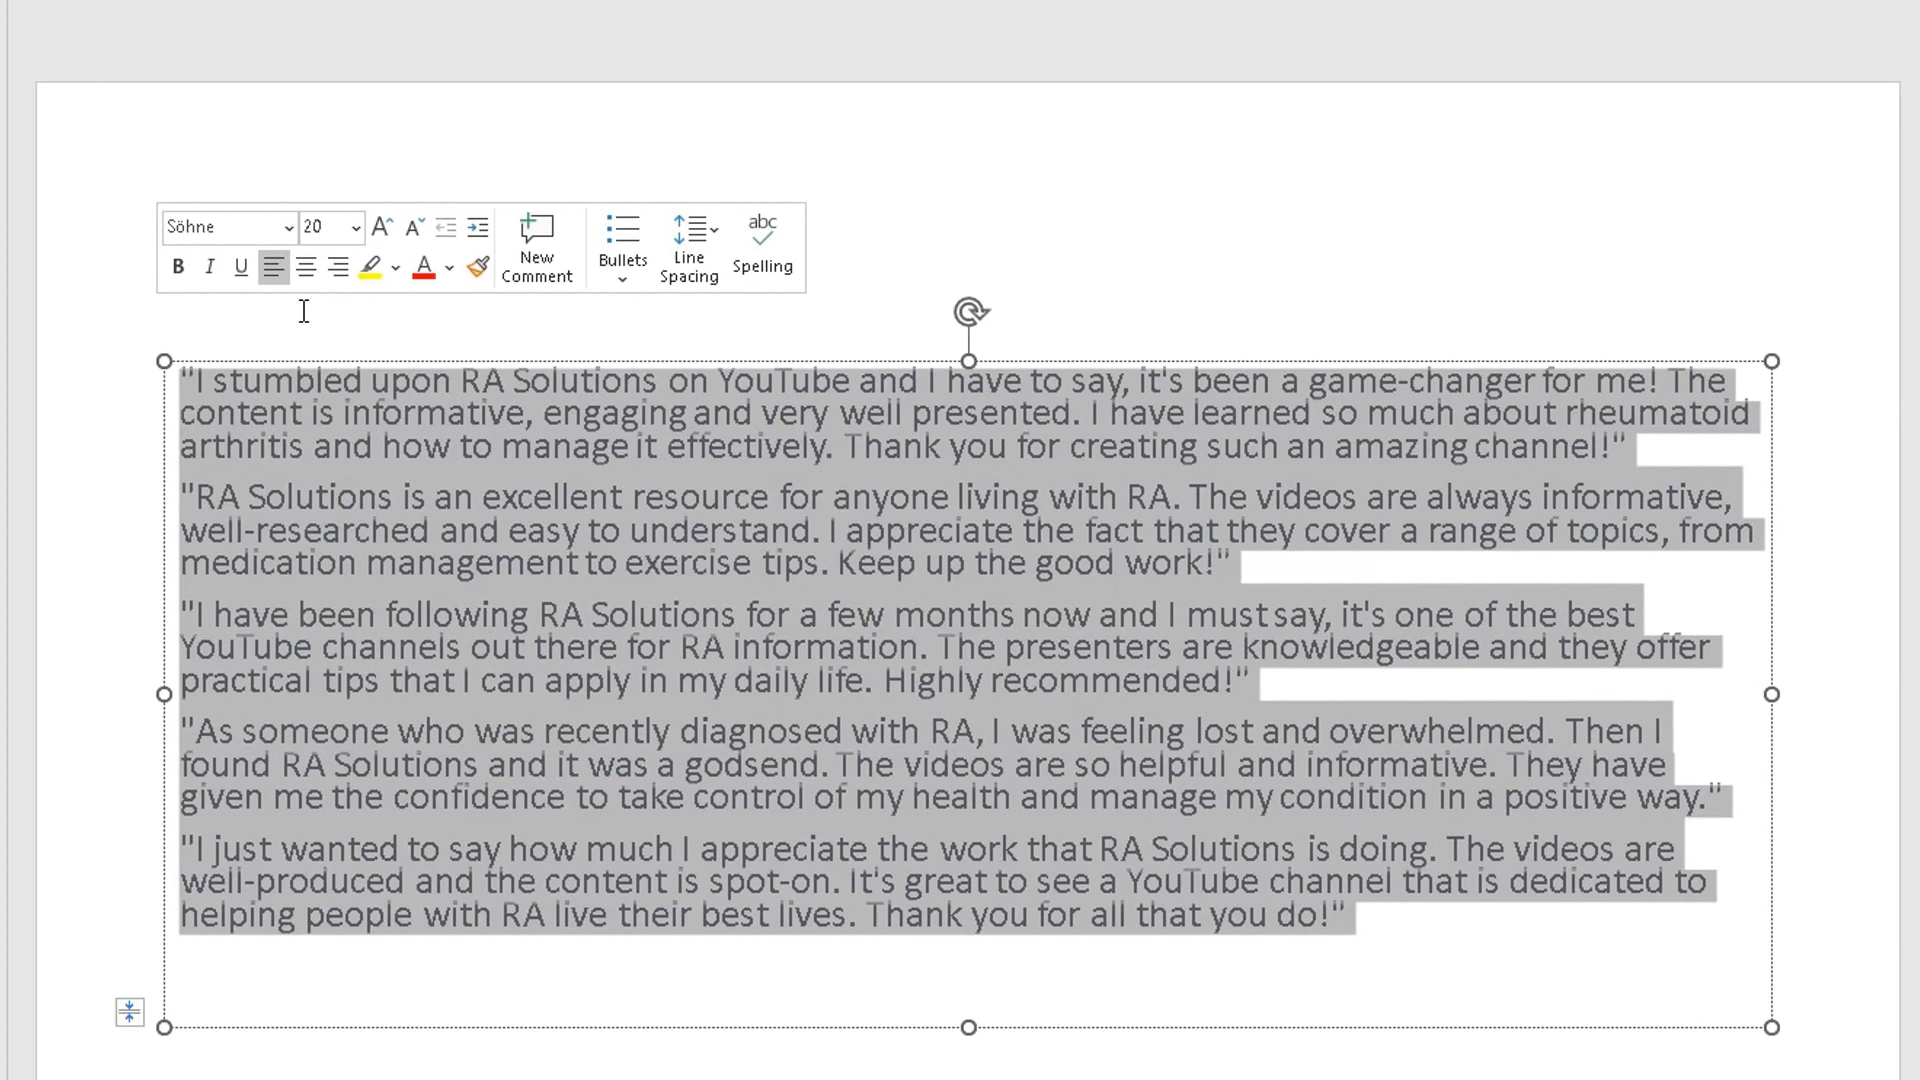 Söhne 20 A A
B I U A
New
Comment
Bullets
Line
Spacing
abc
Spelling
"I stumbled upon RA Solutions on YouTube and I have to say, it's been a game-changer for me! The
content is informative, engaging and very well presented. I have learned so much about rheumatoid
arthritis and how to manage it effectively. Thank you for creating such an amazing channel!"
"RA Solutions is an excellent resource for anyone living with RA. The videos are always informative,
well-researched and easy to understand. I appreciate the fact that they cover a range of topics, from
medication management to exercise tips. Keep up the good work!"
"I have been following RA Solutions for a few months now and I must say, it's one of the best
YouTube channels out there for RA information. The presenters are knowledgeable and they offer
practical tips that I can apply in my daily life. Highly recommended!"
"As someone who was recently diagnosed with RA, I was feeling lost and overwhelmed. Then I
found RA Solutions and it was a godsend. The videos are so helpful and informative. They have
given me the confidence to take control of my health and manage my condition in a positive way."
"I just wanted to say how much I appreciate the work that RA Solutions is doing. The videos are
well-produced and the content is spot-on. It's great to see a YouTube channel that is dedicated to
helping people with RA live their best lives. Thank you for all that you do!"